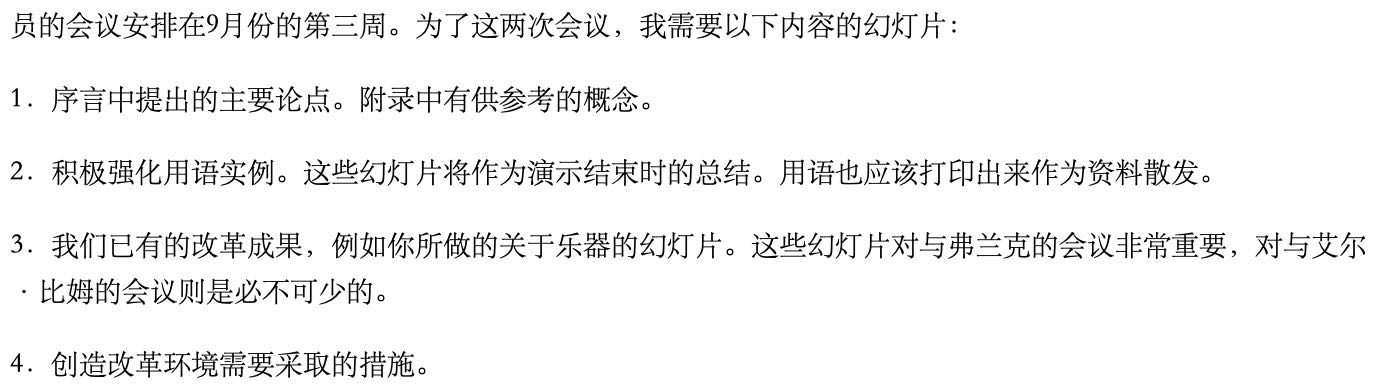 员的会议安排在9月份的第三周。为了这两次会议，我需要以下内容的幻灯片：
1．序言中提出的主要论点。附录中有供参考的概念。
2．积极强化用语实例。这些幻灯片将作为演示结束时的总结。用语也应该打印出来作为资料散发。
3．我们已有的改革成果，例如你所做的关于乐器的幻灯片。这些幻灯片对与弗兰克的会议非常重要，对与艾尔
·比姆的会议则是必不可少的。
4．创造改革环境需要采取的措施。